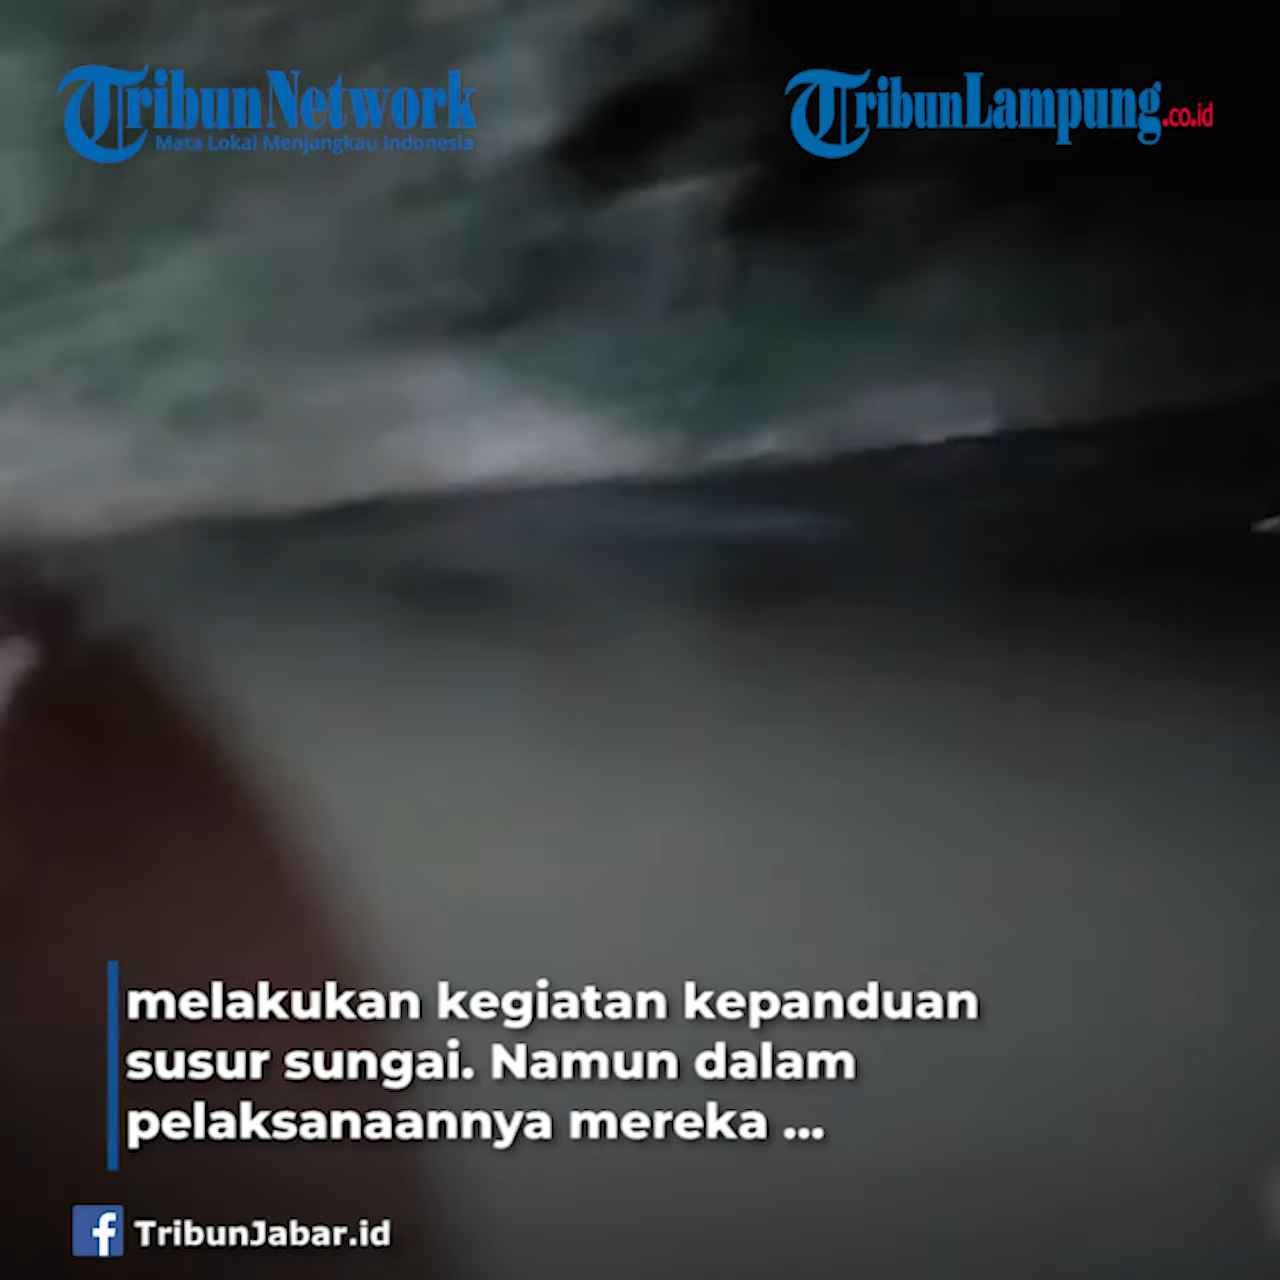 TribunNetwork
Mata Lokal Menjangkau Indonesia
TribunLampung.co.id
melakukan kegiatan kepanduan
susur sungai. Namun dalam
pelaksanaannya mereka ...
f TribunJabar.id